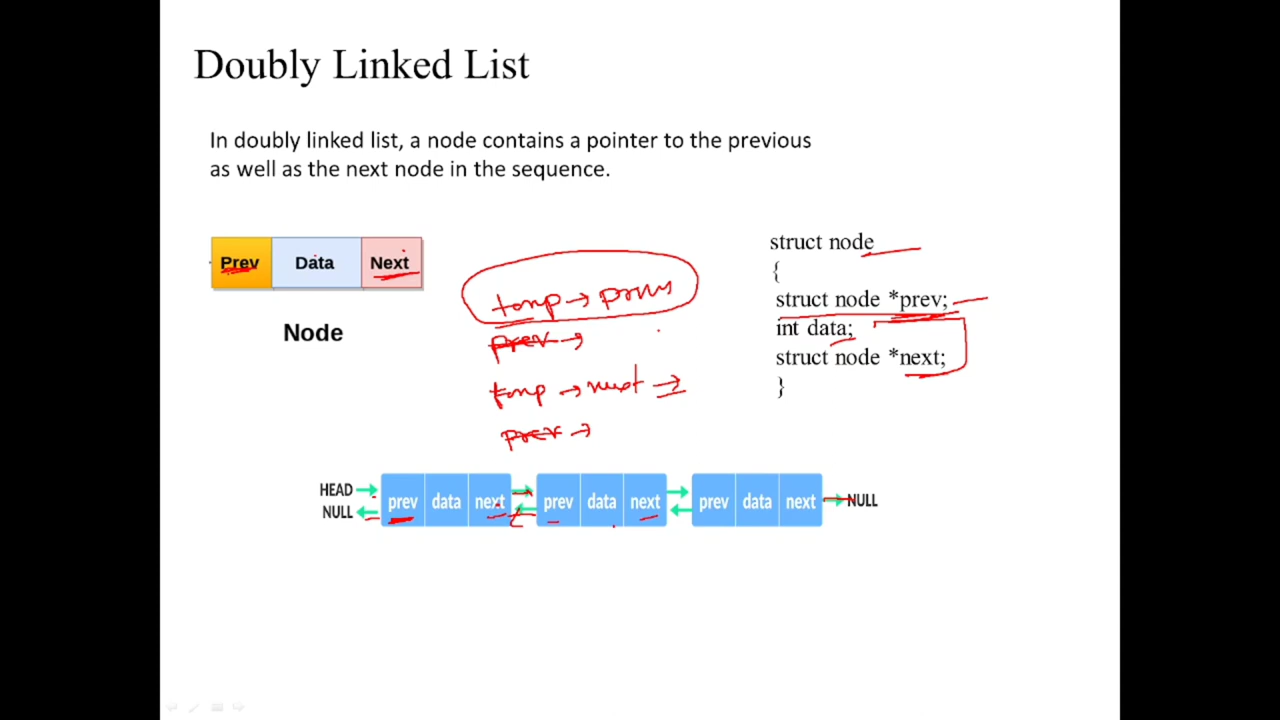 Doubly Linked List
In doubly linked list, a node contains a pointer to the previous
as well as the next node in the sequence.
Prev Data Next
Node
temp → prev
prev →
temp → next →
prev →
struct node
{
struct node *prev;
int data;
struct node *next;
}
HEAD
NULL
prev data next
prev data next
prev data next
NULL